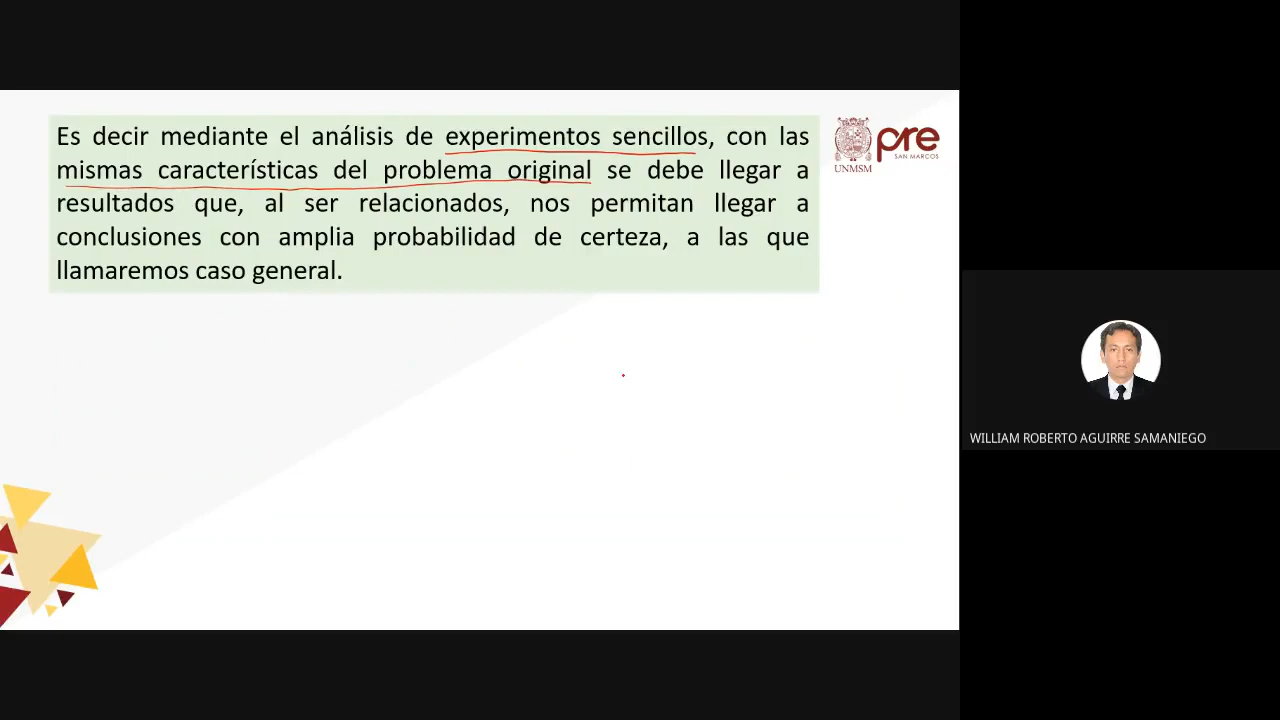 Es decir mediante el análisis de experimentos sencillos, con las
mismas características del problema original se debe llegar a
resultados que, al ser relacionados, nos permitan llegar a
conclusiones con amplia probabilidad de certeza, a las que
llamaremos caso general.
UNMSM
pre
SAN MARCOS
WILLIAM ROBERTO AGUIRRE SAMANIEGO